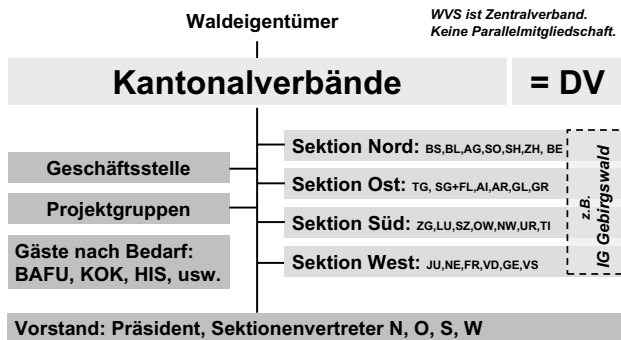 Waldeigentümer
WVS ist Zentralverband.
Keine Parallelmitgliedschaft.
Kantonalverbände
= DV
Geschäftsstelle
Projektgruppen
Gäste nach Bedarf:
BAFU, KOK, HIS, usw.
Sektion Nord: BS,BL,AG,SO,SH,ZH, BE
Sektion Ost: TG, SG+FL,AI,AR,GL,GR
Sektion Süd: ZG,LU,SZ,OW,NW,UR,TI
Sektion West: JU,NE,FR,VD,GE,VS
z.B.
IG Gebirgswald
Vorstand: Präsident, Sektionenvertreter N, O, S, W